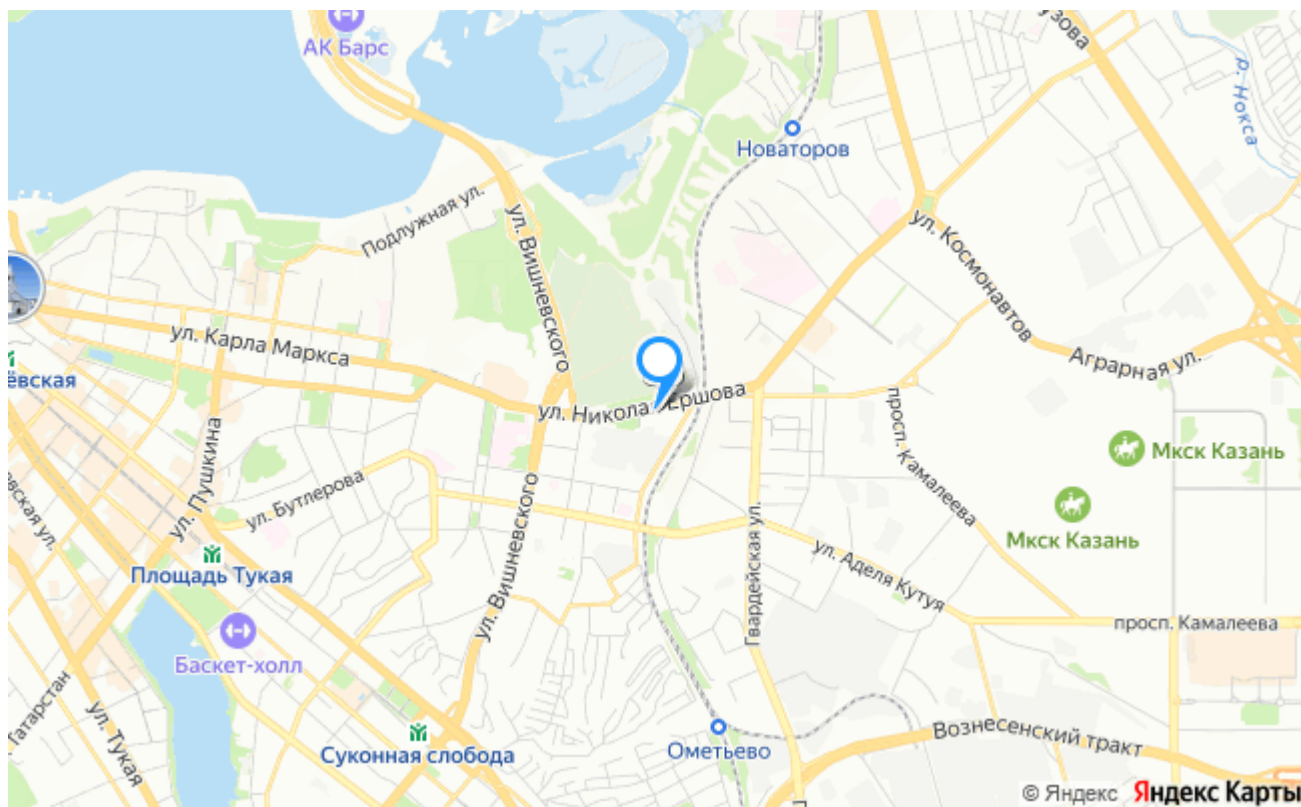 АК Барс
Новаторов
р. Нокса
Подлужная ул.
ул. Вишневского
ул. Космонавтов
ул. Карла Маркса
Аграрная ул.
ул. Никола
Ершова
просп. Камалеева
ул. Пушкина
Мкск Казань
ул. Бутлерова
ул. Вишневского
Гвардейская ул.
Мкск Казань
ул. Аделя Кутуя
Площадь Тукая
просп. Камалеева
Баскет-холл
Татарстан
ул. Тукая
Суконная слобода
Ометьево
Вознесенский тракт
© Яндекс Яндекс Карты